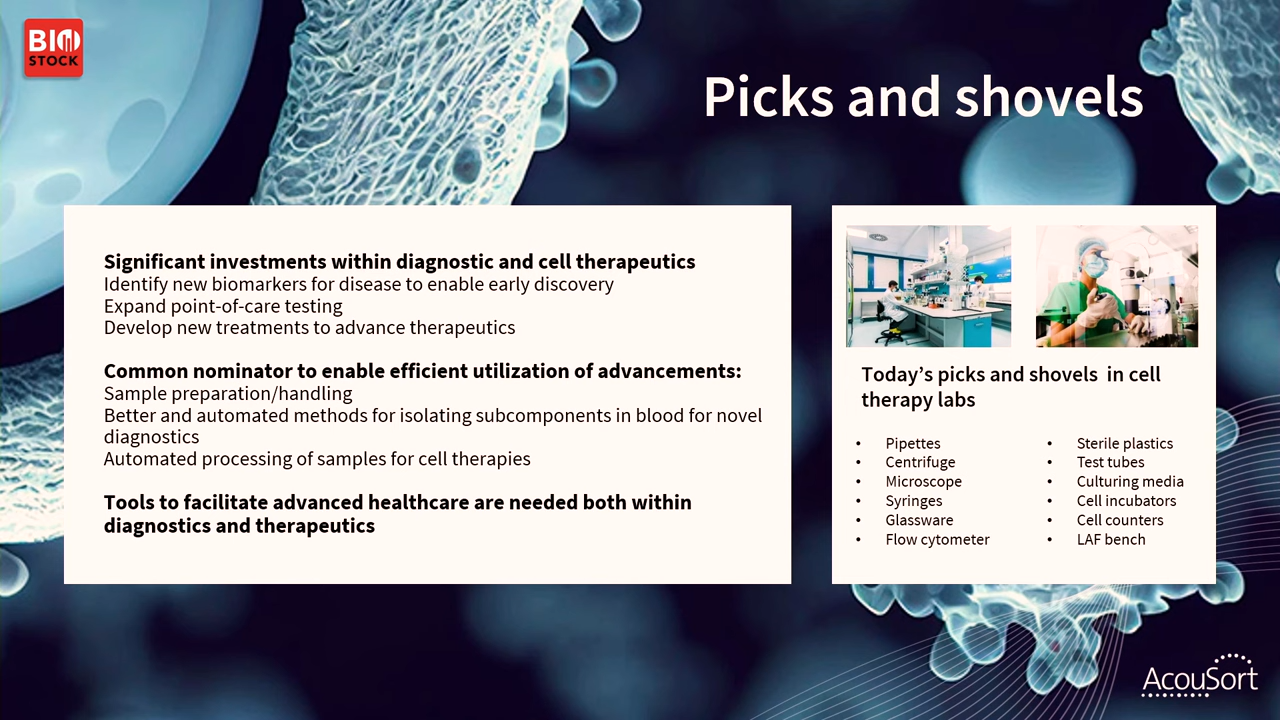 BIO
STOCK
Picks and shovels
Significant investments within diagnostic and cell therapeutics
Identify new biomarkers for disease to enable early discovery
Expand point-of-care testing
Develop new treatments to advance therapeutics
Common nominator to enable efficient utilization of advancements:
Sample preparation/handling
Better and automated methods for isolating subcomponents in blood for novel
diagnostics
Automated processing of samples for cell therapies
Tools to facilitate advanced healthcare are needed both within
diagnostics and therapeutics
Today's picks and shovels  in cell
therapy labs
• Pipettes
• Centrifuge
• Microscope
• Syringes
• Glassware
• Flow cytometer
• Sterile plastics
• Test tubes
• Culturing media
• Cell incubators
• Cell counters
• LAF bench
AcouSort